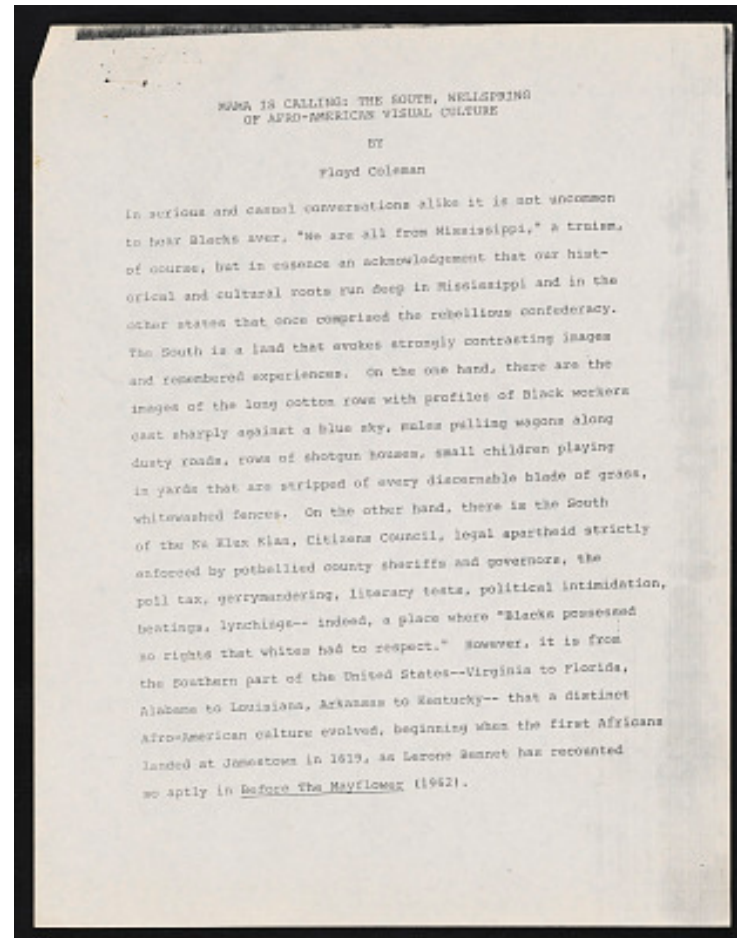 MAMA IS CALLING: THE SOUTH, WELLSPRING
OF AFRO-AMERICAN VISUAL CULTURE
BY
Floyd Coleman
In serious and casual conversations alike it is not uncommon
to hear Blacks aver, "We are all from Mississippi," a truism,
of course, but in essence an acknowledgement that our hist-
orical and cultural roots run deep in Mississippi and in the
other states that once comprised the rebellious confederacy.
The South is a land that evokes strongly contrasting images
and remembered experiences. On the one hand, there are the
images of the long cotton rows with profiles of Black workers
cast sharply against a blue sky, mules pulling wagons along
dusty roads, rows of shotgun houses, small children playing
in yards that are stripped of every discernable blade of grass,
whitewashed fences. On the other hand, there is the South
of the Ku Klux Klan, Citizens Council, legal apartheid strictly
enforced by potbellied county sheriffs and governors, the
poll tax, gerrymandering, literacy tests, political intimidation,
beatings, lynchings-- indeed, a place where "Blacks possessed
no rights that whites had to respect." However, it is from
the Southern part of the United States--Virginia to Florida,
Alabama to Louisiana, Arkansas to Kentucky-- that a distinct
Afro-American culture evolved, beginning when the first Africans
landed at Jamestown in 1619, as Lerone Bennet has recounted
so aptly in Before The Mayflower (1962).